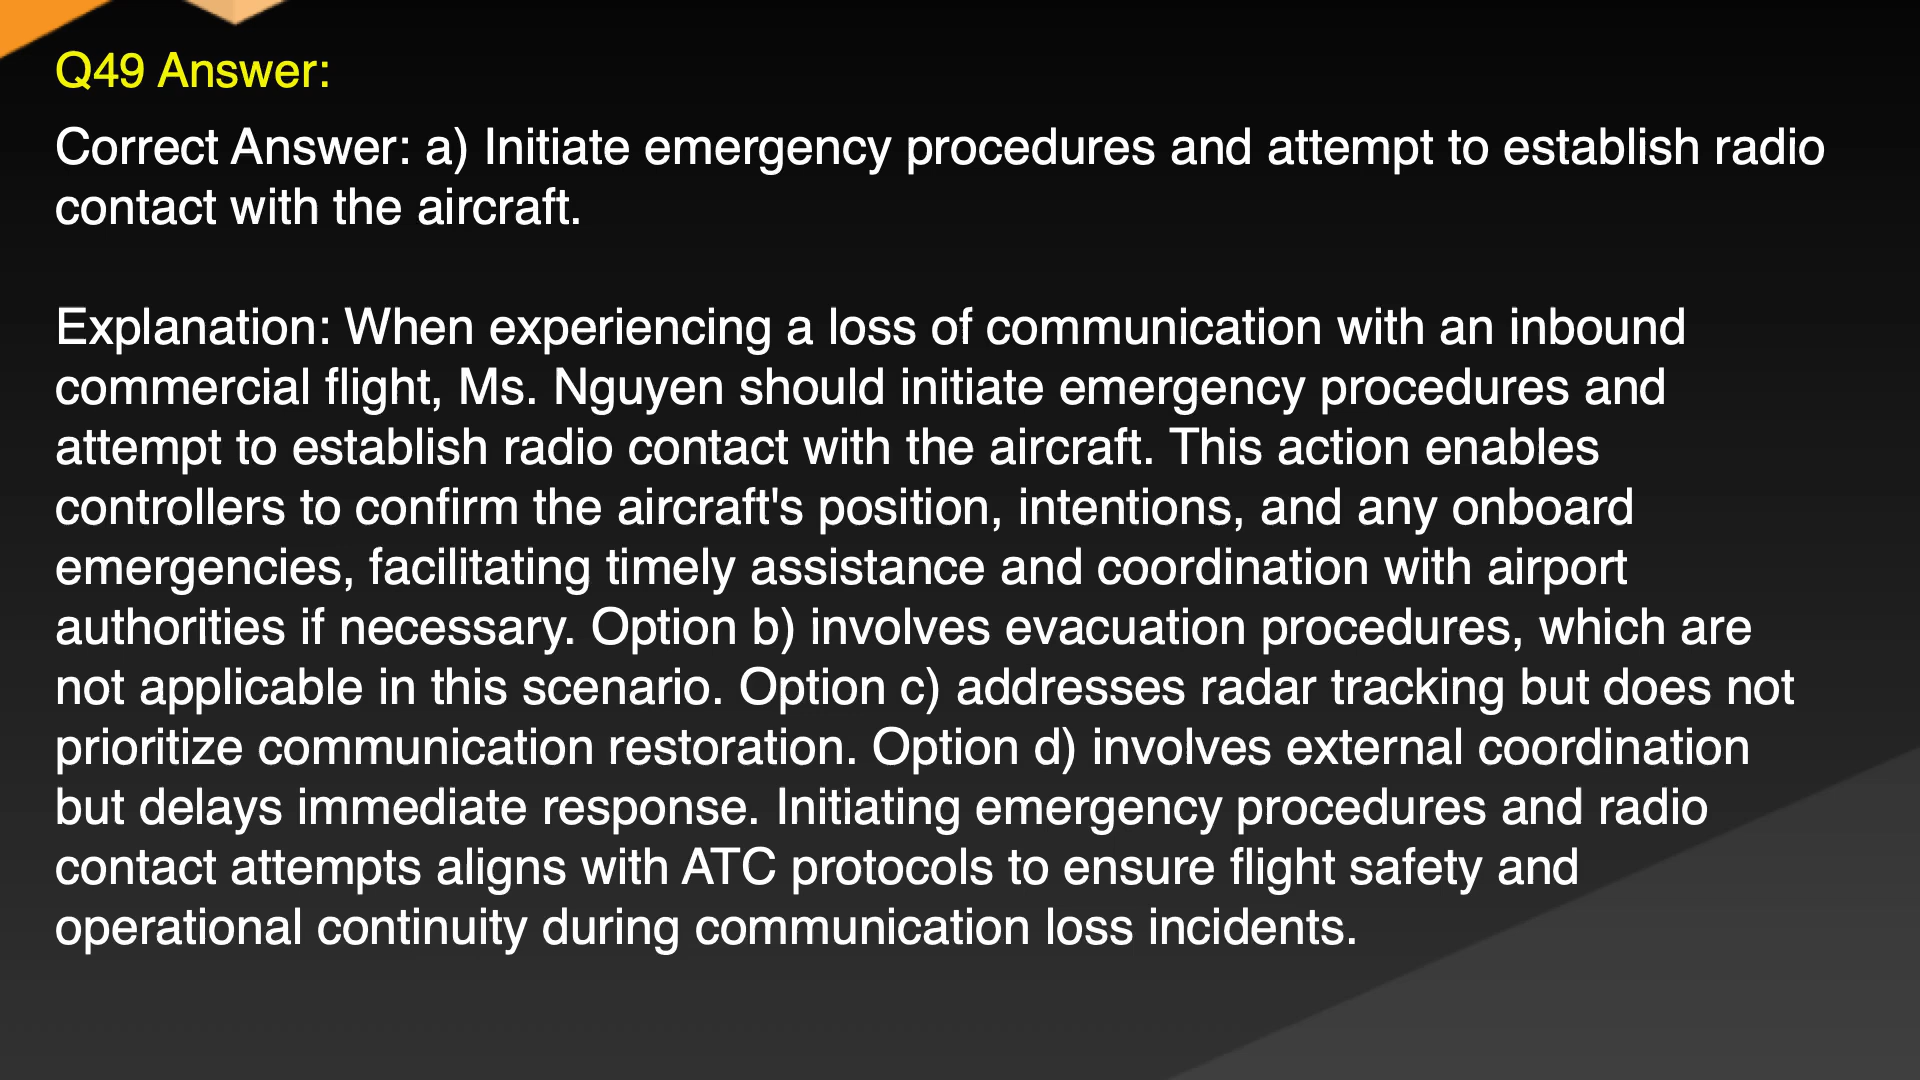 Q49 Answer:
Correct Answer: a) Initiate emergency procedures and attempt to establish radio
contact with the aircraft.
Explanation: When experiencing a loss of communication with an inbound
commercial flight, Ms. Nguyen should initiate emergency procedures and
attempt to establish radio contact with the aircraft. This action enables
controllers to confirm the aircraft's position, intentions, and any onboard
emergencies, facilitating timely assistance and coordination with airport
authorities if necessary. Option b) involves evacuation procedures, which are
not applicable in this scenario. Option c) addresses radar tracking but does not
prioritize communication restoration. Option d) involves external coordination
but delays immediate response. Initiating emergency procedures and radio
contact attempts aligns with ATC protocols to ensure flight safety and
operational continuity during communication loss incidents.